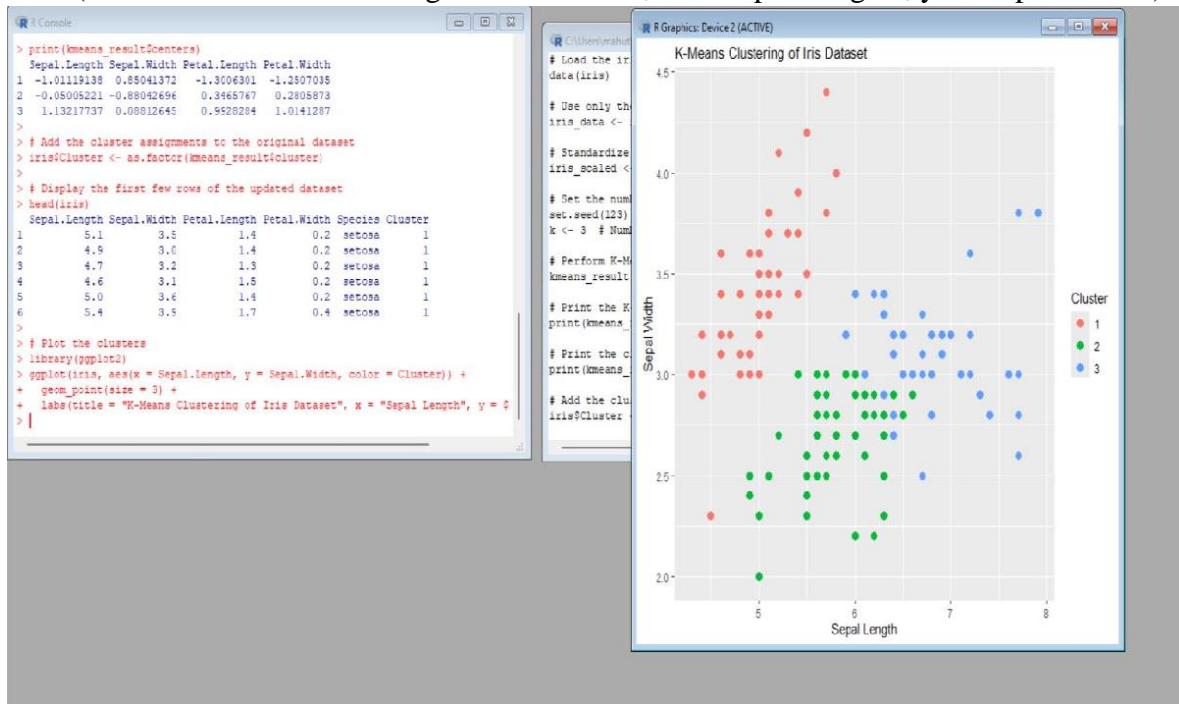 R Console
> print(kmeans_result$centers)
Sepal.Length Sepal.Width Petal.Length Petal.Width
1 -1.01119138 0.85041372 -1.3006301 -1.2507035
2 -0.05005221 -0.88042696 0.3465767 0.2805873
3 1.13217737 0.08812645 0.9928284 1.0141287
>
> # Add the cluster assignments to the original dataset
> iris$Cluster <- as.factor(kmeans_result$cluster)
>
> # Display the first few rows of the updated dataset
> head(iris)
Sepal.Length Sepal.Width Petal.Length Petal.Width Species Cluster
1 5.1 3.5 1.4 0.2 setosa 1
2 4.9 3.0 1.4 0.2 setosa 1
3 4.7 3.2 1.3 0.2 setosa 1
4 4.6 3.1 1.5 0.2 setosa 1
5 5.0 3.6 1.4 0.2 setosa 1
6 5.4 3.9 1.7 0.4 setosa 1
>
> # Plot the clusters
> library(ggplot2)
> ggplot(iris, aes(x = Sepal.Length, y = Sepal.Width, color = Cluster)) +
+ geom_point(size = 3) +
+ labs(title = "K-Means Clustering of Iris Dataset", x = "Sepal Length", y = $
>
# Load the ir
data(iris)
# Use only th
iris_data <-
# Standardize
iris_scaled <
# Set the num
set.seed(123)
k <- 3 # Num
# Perform K-M
kmeans_result
# Print the K
print(kmeans_
# Print the c
print(kmeans_
# Add the clu
iris$Cluster
R Graphics: Device 2 (ACTIVE)
K-Means Clustering of Iris Dataset
4.5
4.0
3.5
3.0
2.5
2.0
Sepal Width
5 6 7 8
Sepal Length
Cluster
1
2
3